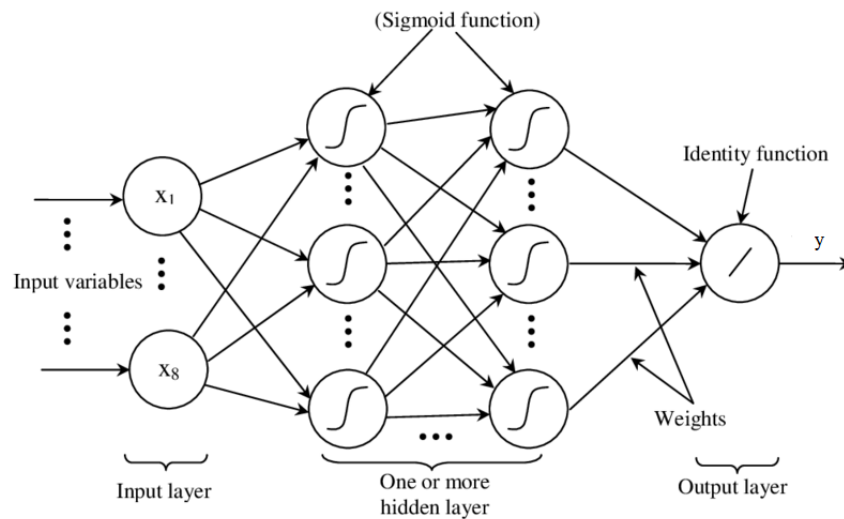 (Sigmoid function)
Identity function
x₁
y
Input variables
x₈
Weights
Input layer
One or more
hidden layer
Output layer